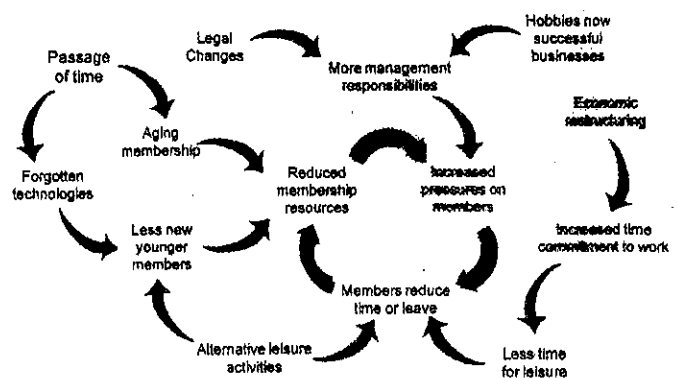 Hobbies now
successful
businesses
Legal
Changes
Passage
of time
More management
responsibilities
Economic
restructuring
Aging
membership
Forgotten
technologies
Reduced
membership
resources
Increased
pressures on
members
Less new
younger
members
Increased time
commitment to work
Members reduce
time or leave
Alternative leisure
activities
Less time
for leisure